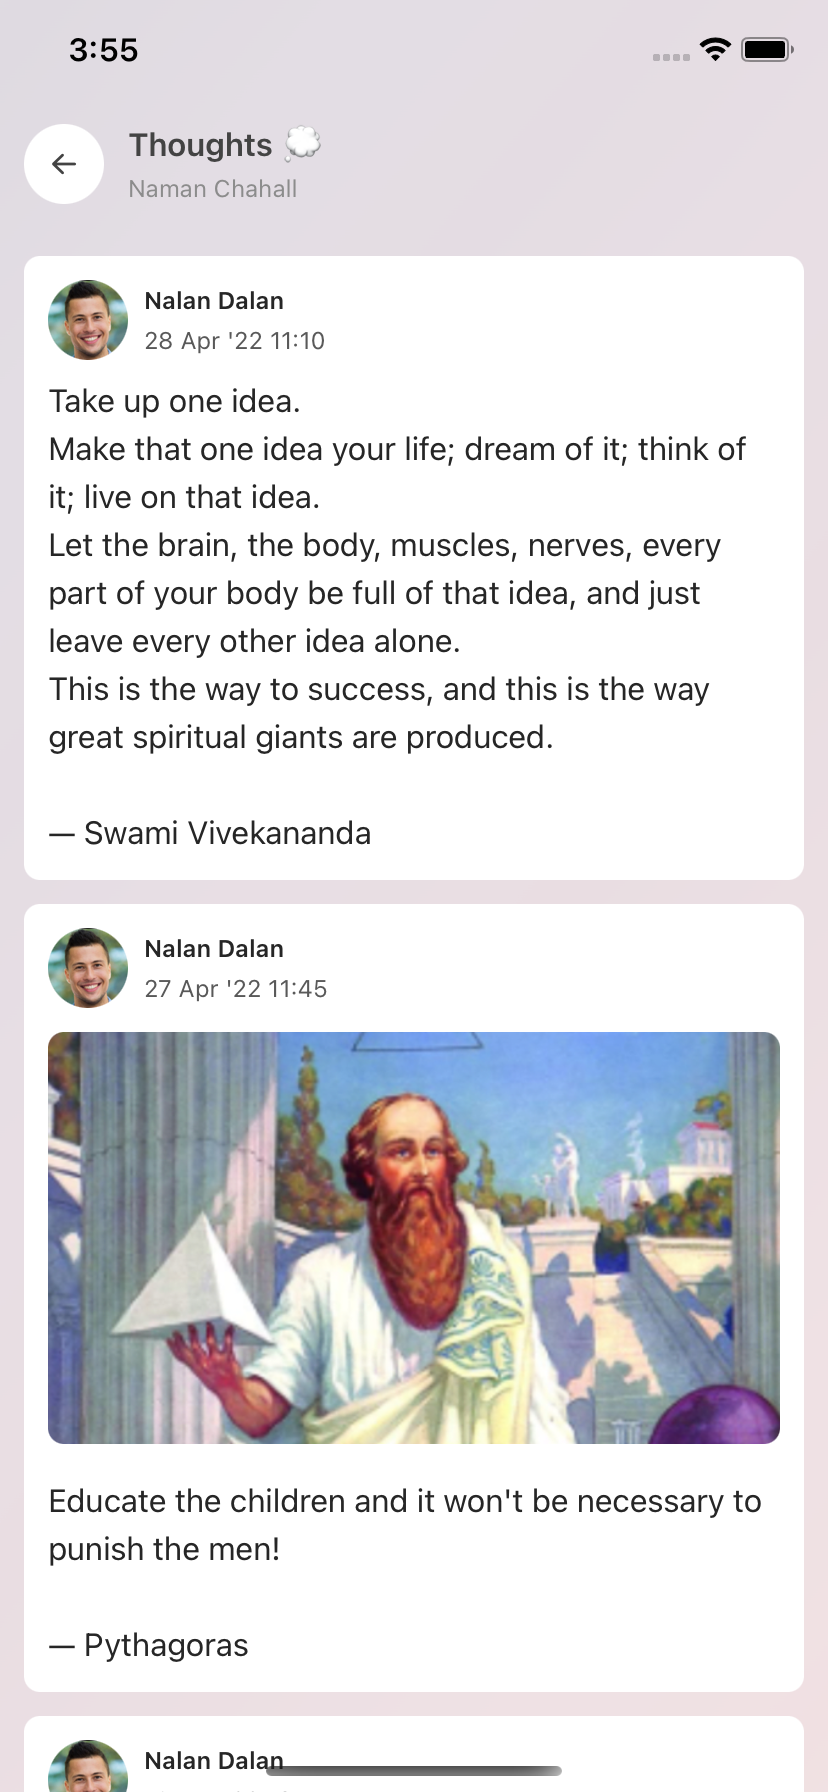 3:55
Thoughts 💭
Naman Chahall
Nalan Dalan
28 Apr '22 11:10
Take up one idea.
Make that one idea your life; dream of it; think of
it; live on that idea.
Let the brain, the body, muscles, nerves, every
part of your body be full of that idea, and just
leave every other idea alone.
This is the way to success, and this is the way
great spiritual giants are produced.
— Swami Vivekananda
Nalan Dalan
27 Apr '22 11:45
Educate the children and it won't be necessary to
punish the men!
— Pythagoras
Nalan Dalan